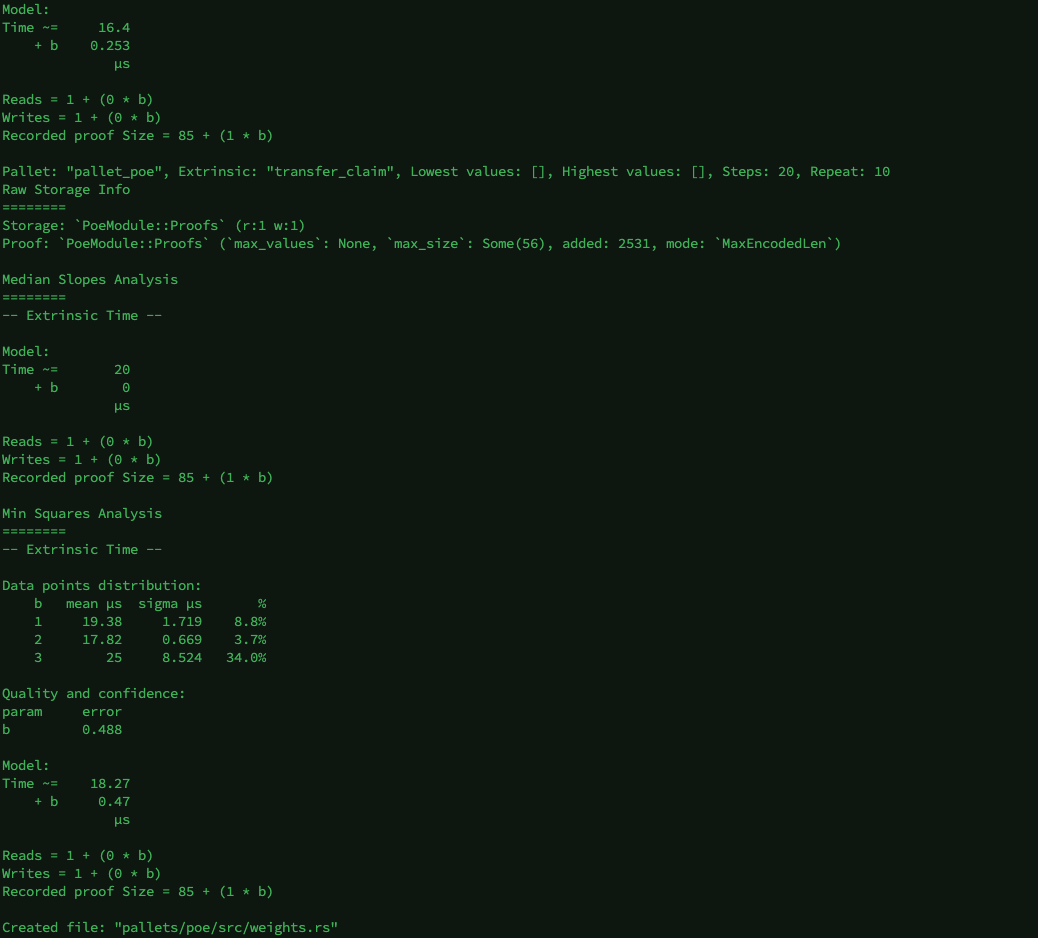 Model:
Time ~=     16.4
    + b    0.253
              µs

Reads = 1 + (0 * b)
Writes = 1 + (0 * b)
Recorded proof Size = 85 + (1 * b)

Pallet: "pallet_poe", Extrinsic: "transfer_claim", Lowest values: [], Highest values: [], Steps: 20, Repeat: 10
Raw Storage Info
========
Storage: `PoeModule::Proofs` (r:1 w:1)
Proof: `PoeModule::Proofs` (`max_values`: None, `max_size`: Some(56), added: 2531, mode: `MaxEncodedLen`)

Median Slopes Analysis
========
-- Extrinsic Time --

Model:
Time ~=       20
    + b        0
              µs

Reads = 1 + (0 * b)
Writes = 1 + (0 * b)
Recorded proof Size = 85 + (1 * b)

Min Squares Analysis
========
-- Extrinsic Time --

Data points distribution:
    b   mean µs  sigma µs       %
    1     19.38     1.719    8.8%
    2     17.82     0.669    3.7%
    3        25     8.524   34.0%

Quality and confidence:
param     error
b         0.488

Model:
Time ~=    18.27
    + b     0.47
              µs

Reads = 1 + (0 * b)
Writes = 1 + (0 * b)
Recorded proof Size = 85 + (1 * b)

Created file: "pallets/poe/src/weights.rs"